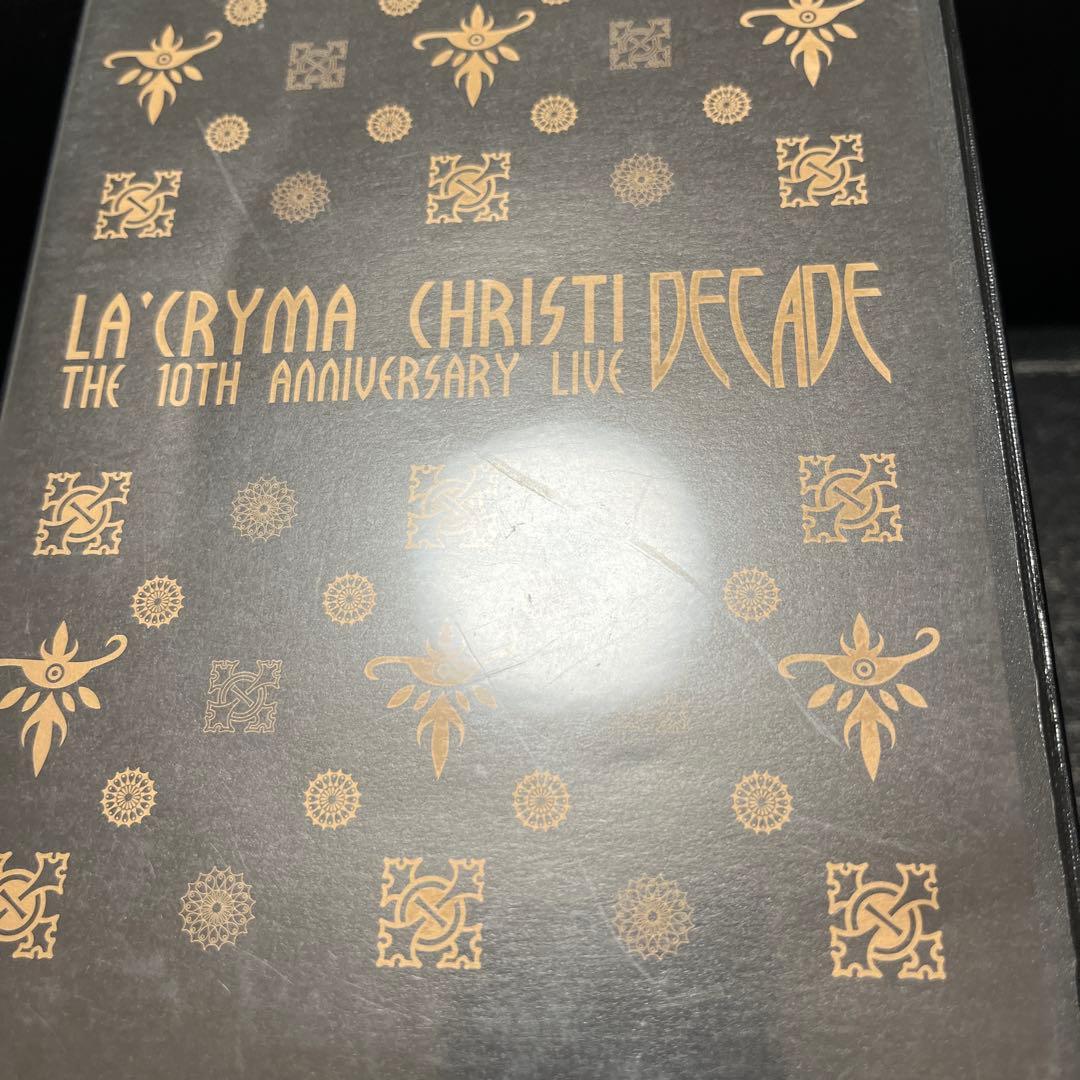 LA'CRYMA CHRISTI DECADE
THE 10TH ANNIVERSARY LIVE